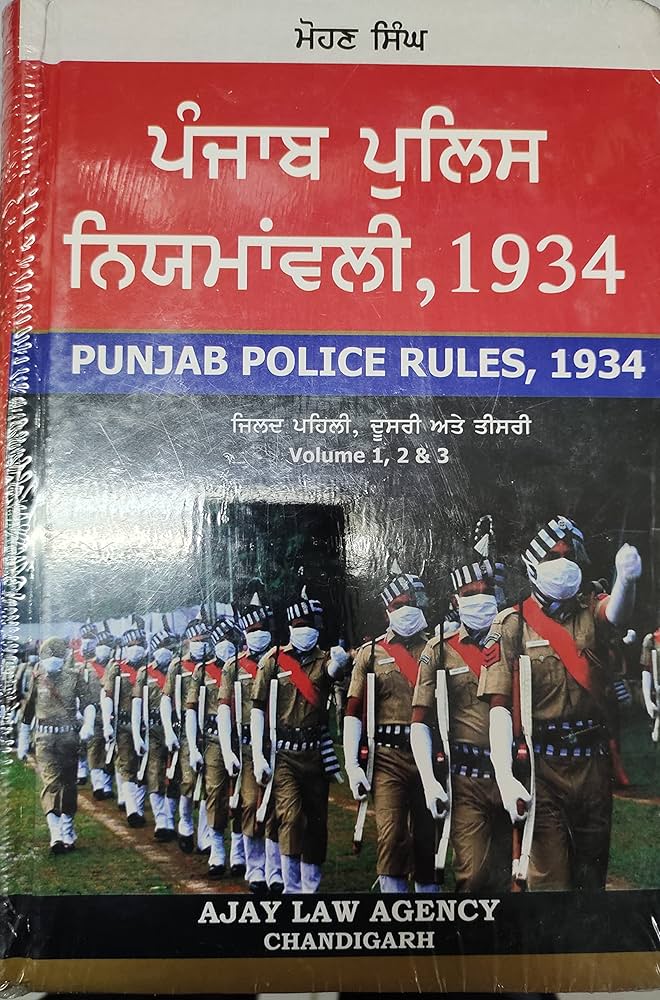 ਮੋਹਣ ਸਿੰਘ
ਪੰਜਾਬ ਪੁਲਿਸ
ਨਿਯਮਾਂਵਲੀ, 1934
PUNJAB POLICE RULES, 1934
ਜ਼ਿਲਦ ਪਹਿਲੀ, ਦੂਸਰੀ ਅਤੇ ਤੀਸਰੀ
Volume 1, 2 & 3
AJAY LAW AGENCY
CHANDIGARH